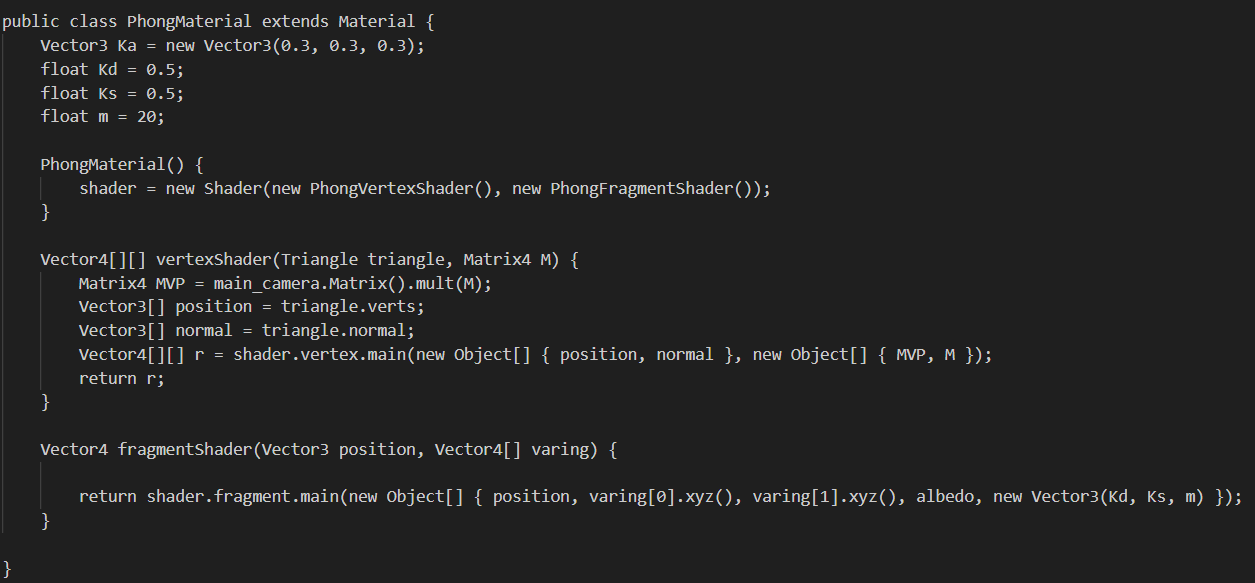 public class PhongMaterial extends Material {
    Vector3 Ka = new Vector3(0.3, 0.3, 0.3);
    float Kd = 0.5;
    float Ks = 0.5;
    float m = 20;

    PhongMaterial() {
        shader = new Shader(new PhongVertexShader(), new PhongFragmentShader());
    }

    Vector4[][] vertexShader(Triangle triangle, Matrix4 M) {
        Matrix4 MVP = main_camera.Matrix().mult(M);
        Vector3[] position = triangle.verts;
        Vector3[] normal = triangle.normal;
        Vector4[][] r = shader.vertex.main(new Object[] { position, normal }, new Object[] { MVP, M });
        return r;
    }

    Vector4 fragmentShader(Vector3 position, Vector4[] varing) {

        return shader.fragment.main(new Object[] { position, varing[0].xyz(), varing[1].xyz(), albedo, new Vector3(Kd, Ks, m) });
    }

}